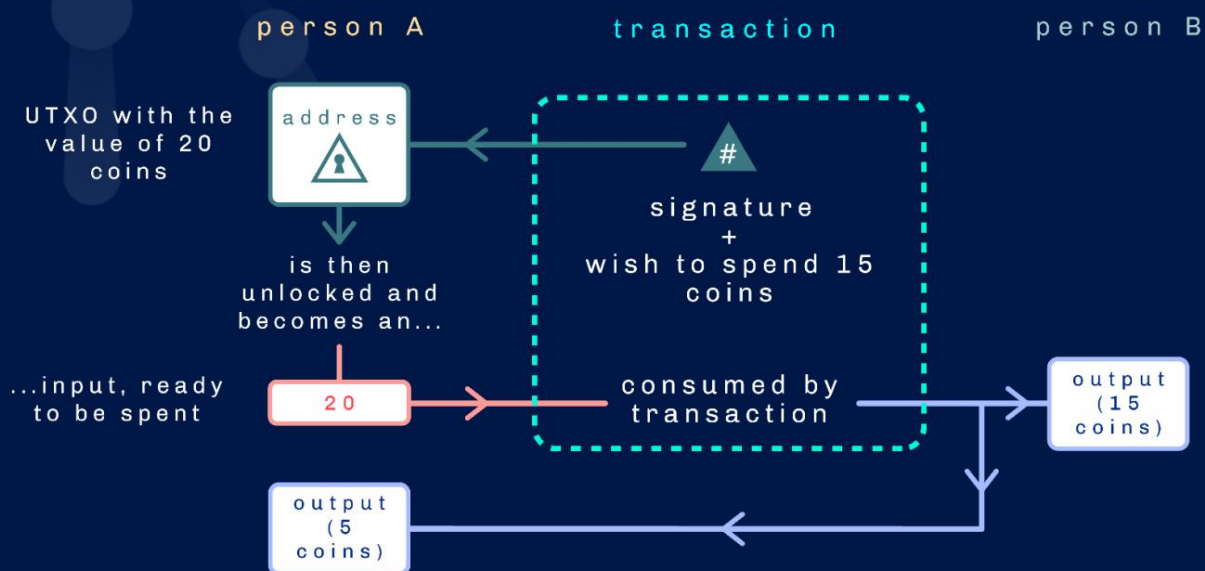 person A
transaction
person B
UTXO with the
value of 20
coins
address
#
signature
+
wish to spend 15
coins
is then
unlocked and
becomes an...
...input, ready
to be spent
20
consumed by
transaction
output
(15
coins)
output
(5
coins)